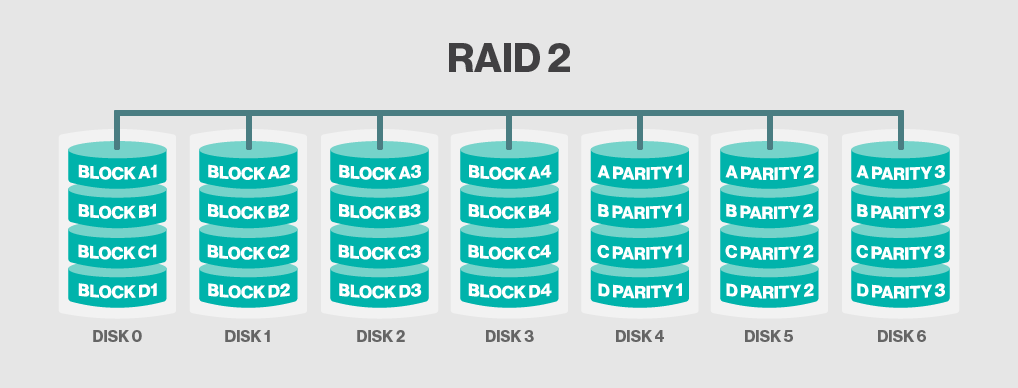 RAID 2
BLOCK A1 BLOCK A2 BLOCK A3 BLOCK A4 A PARITY 1 A PARITY 2 A PARITY 3
BLOCK B1 BLOCK B2 BLOCK B3 BLOCK B4 B PARITY 1 B PARITY 2 B PARITY 3
BLOCK C1 BLOCK C2 BLOCK C3 BLOCK C4 C PARITY 1 C PARITY 2 C PARITY 3
BLOCK D1 BLOCK D2 BLOCK D3 BLOCK D4 D PARITY 1 D PARITY 2 D PARITY 3
DISK 0 DISK 1 DISK 2 DISK 3 DISK 4 DISK 5 DISK 6